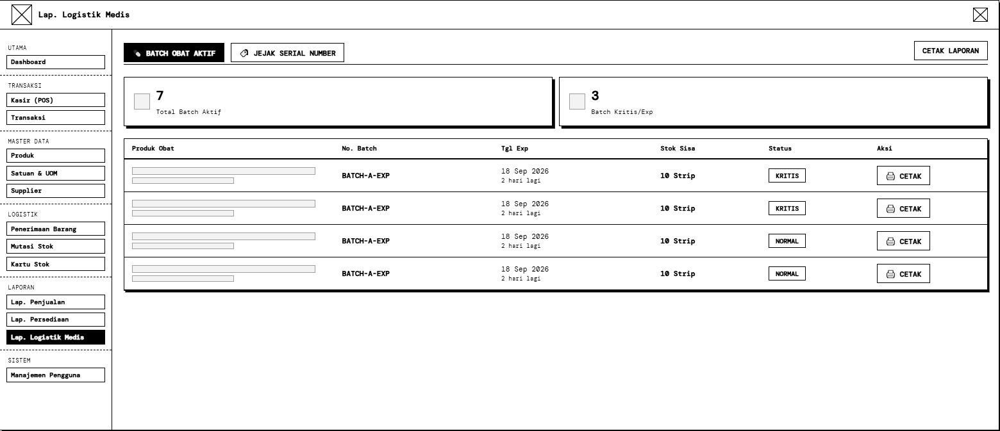 Lap. Logistik Medis
UTAMA
Dashboard
TRANSAKSI
Kasir (POS)
Transaksi
MASTER DATA
Produk
Satuan & UOM
Supplier
LOGISTIK
Penerimaan Barang
Mutasi Stok
Kartu Stok
LAPORAN
Lap. Penjualan
Lap. Persediaan
Lap. Logistik Medis
SISTEM
Manajemen Pengguna
BATCH OBAT AKTIF JEJAK SERIAL NUMBER CETAK LAPORAN
7
Total Batch Aktif
3
Batch Kritis/Exp
Produk Obat No. Batch Tgl Exp Stok Sisa Status Aksi
BATCH-A-EXP 18 Sep 2026 10 Strip KRITIS CETAK
2 hari lagi
BATCH-A-EXP 18 Sep 2026 10 Strip KRITIS CETAK
2 hari lagi
BATCH-A-EXP 18 Sep 2026 10 Strip NORMAL CETAK
2 hari lagi
BATCH-A-EXP 18 Sep 2026 10 Strip NORMAL CETAK
2 hari lagi